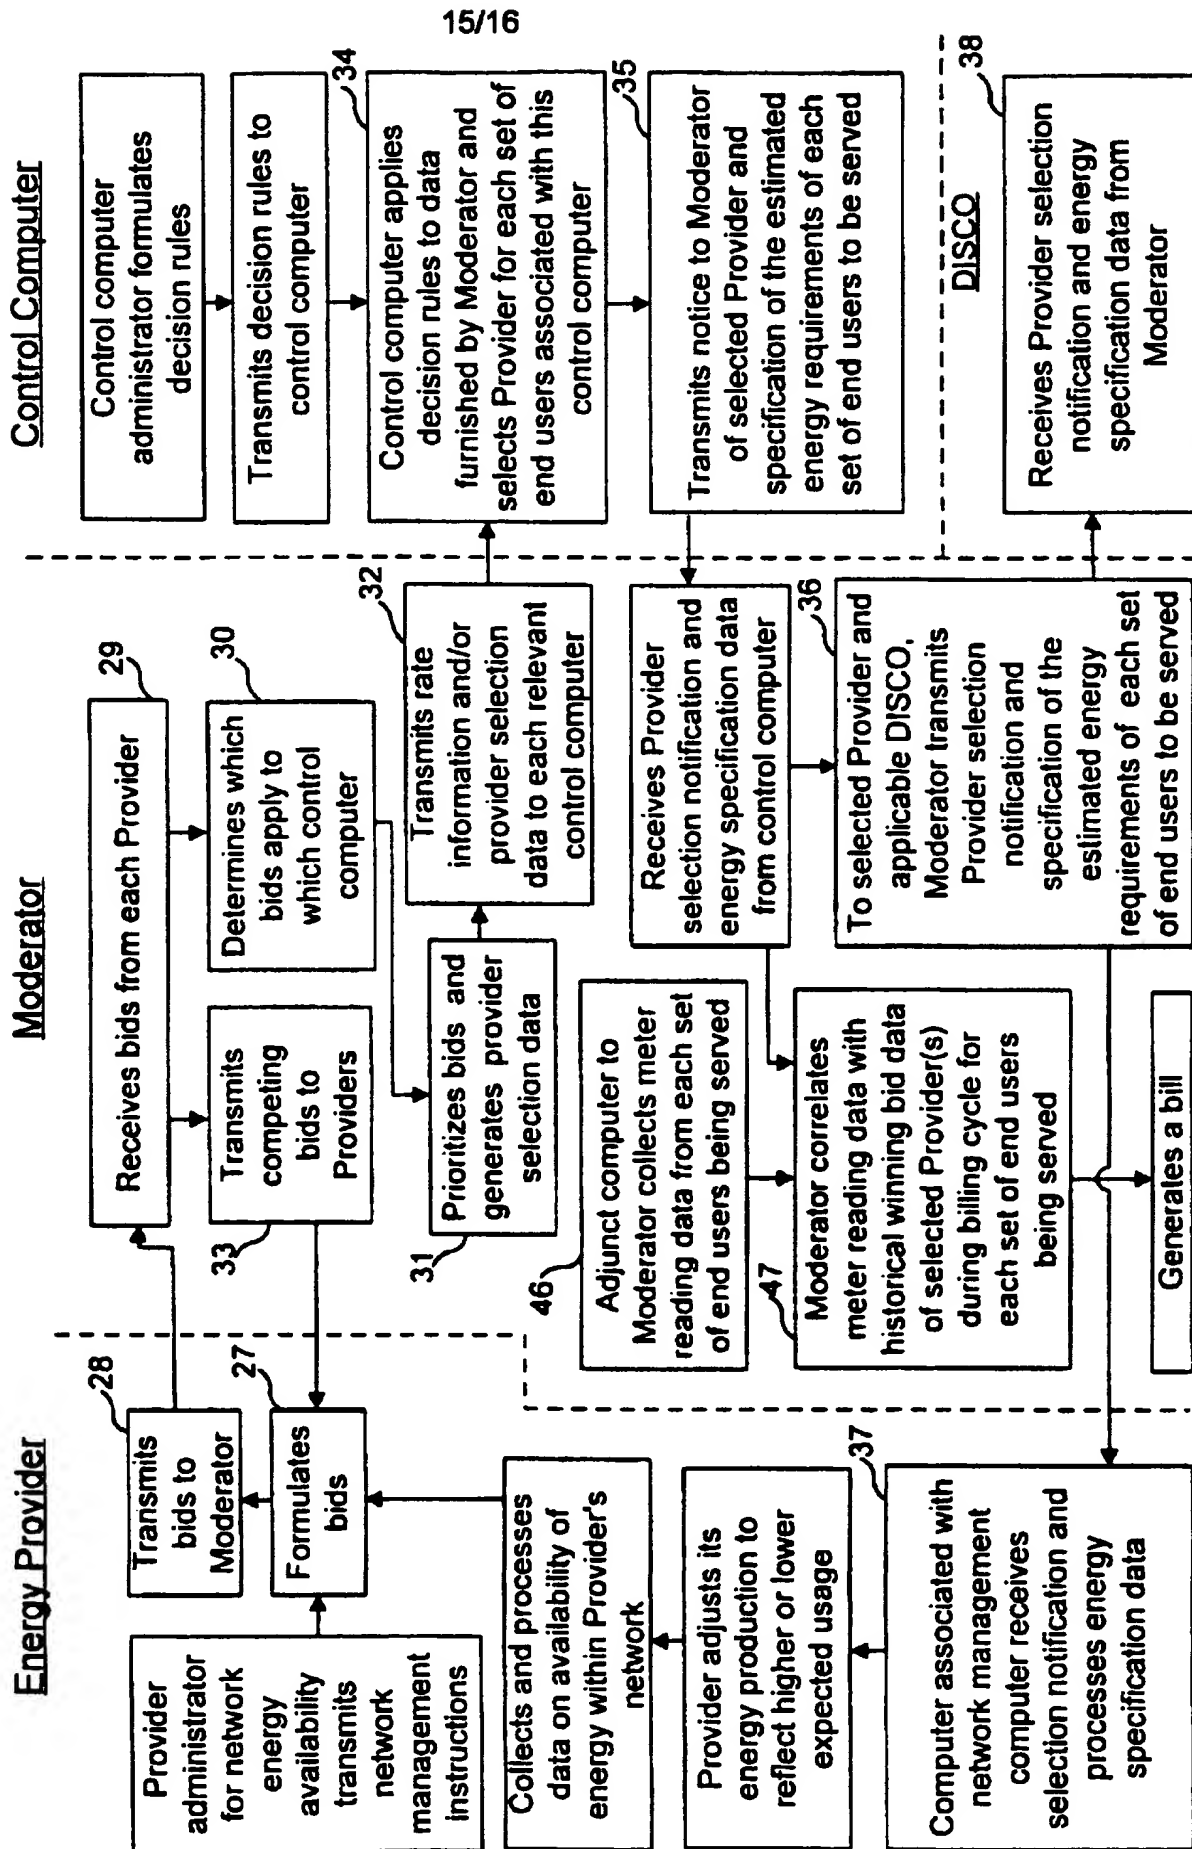 15/16
Energy Provider
Provider
administrator
for network
energy
availability
transmits
network
management
instructions
28
Transmits
bids to
Moderator
27
Formulates
bids
Collects and processes
data on availability of
energy within Provider's
network
Provider adjusts its
energy production to
reflect higher or lower
expected usage
37
Computer associated with
network management
computer receives
selection notification and
processes energy
specification data
Moderator
29
Receives bids from each Provider
33
Transmits
competing
bids to
Providers
30
Determines which
bids apply to
which control
computer
31
Prioritizes bids and
generates provider
selection data
32
Transmits rate
information and/or
provider selection
data to each relevant
control computer
46
Adjunct computer to
Moderator collects meter
reading data from each set
of end users being served
Receives Provider
selection notification and
energy specification data
from control computer
47
Moderator correlates
meter reading data with
historical winning bid data
of selected Provider(s)
during billing cycle for
each set of end users
being served
36
To selected Provider and
applicable DISCO,
Moderator transmits
Provider selection
notification and
specification of the
estimated energy
requirements of each set
of end users to be served
Generates a bill
Control Computer
Control computer
administrator formulates
decision rules
Transmits decision rules to
control computer
34
Control computer applies
decision rules to data
furnished by Moderator and
selects Provider for each set of
end users associated with this
control computer
35
Transmits notice to Moderator
of selected Provider and
specification of the estimated
energy requirements of each
set of end users to be served
DISCO
38
Receives Provider selection
notification and energy
specification data from
Moderator